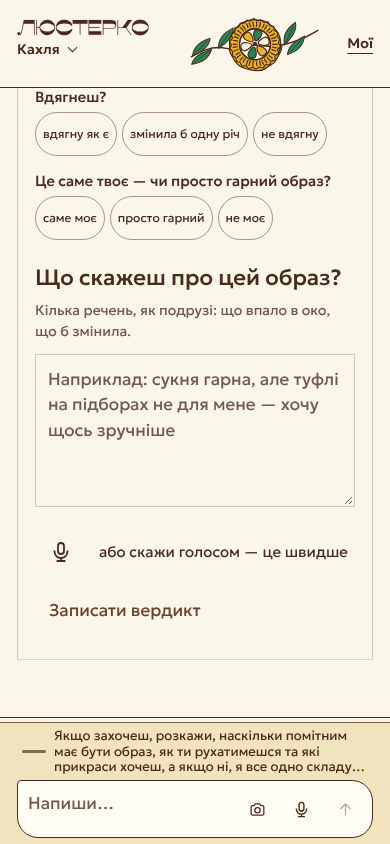 ЛЮСТЕРКО
Кахля
Мої
Вдягнеш?
вдягну як є
змінила б одну річ
не вдягну
Це саме твоє — чи просто гарний образ?
саме моє
просто гарний
не моє
Що скажеш про цей образ?
Кілька речень, як подрузі: що впало в око,
що б змінила.
Наприклад: сукня гарна, але туфлі
на підборах не для мене — хочу
щось зручніше
або скажи голосом — це швидше
Записати вердикт
Якщо захочеш, розкажи, наскільки помітним
має бути образ, як ти рухатимешся та які
прикраси хочеш, а якщо ні, я все одно складу...
Напиши...